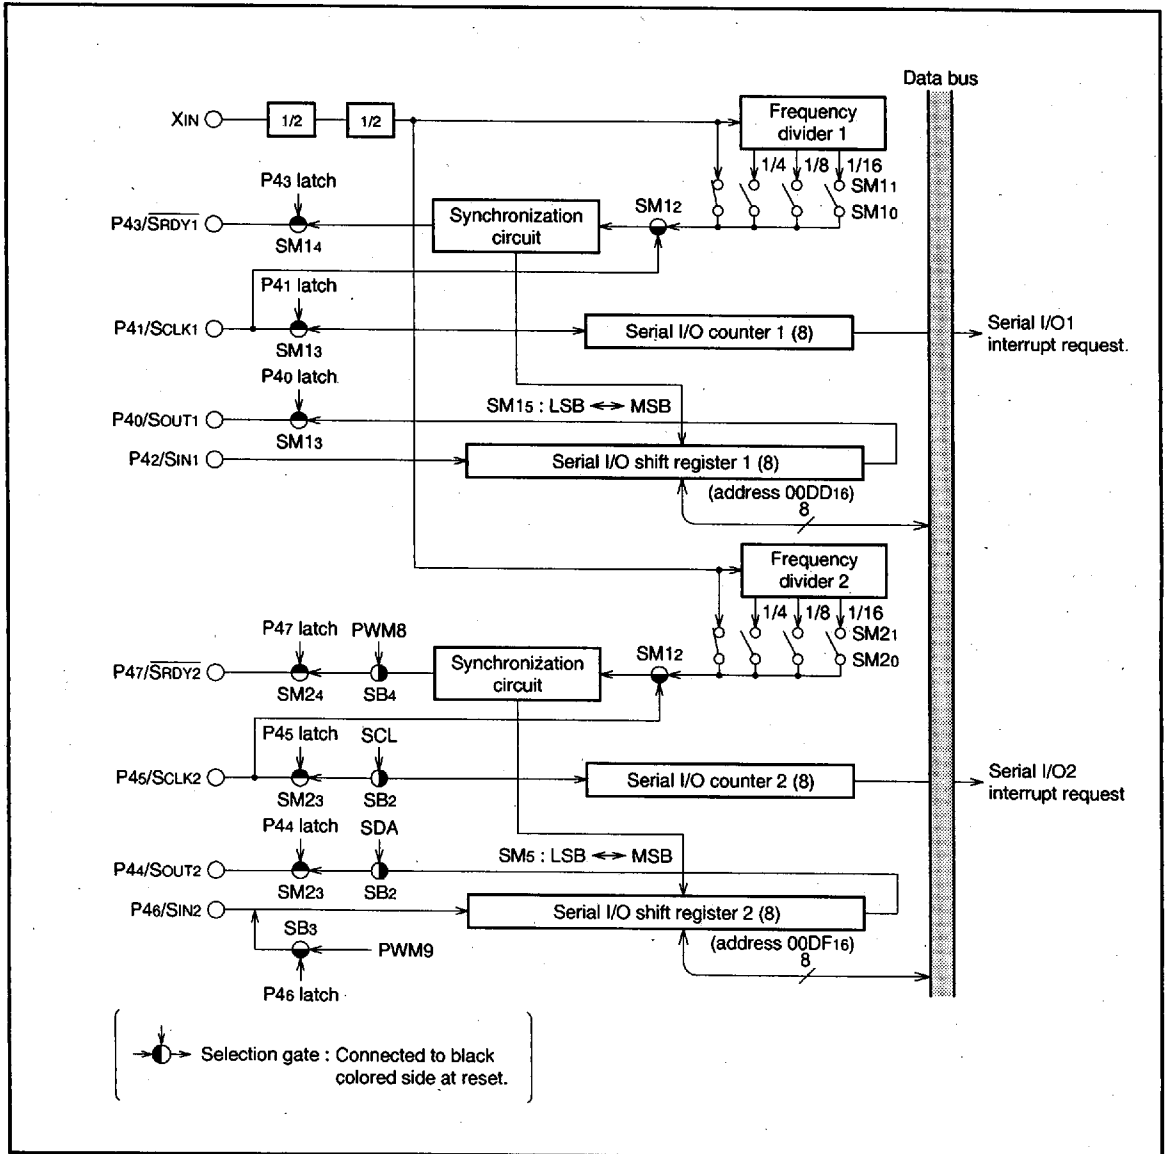 Data bus
XIN
1/2
1/2
Frequency
divider 1
1/4
1/8
1/16
SM11
SM10
P43 latch
P43/SRDY1
SM14
Synchronization
circuit
SM12
P41 latch
P41/SCLK1
SM13
Serial I/O counter 1 (8)
Serial I/O1
interrupt request.
P40 latch
P40/SOUT1
SM13
SM15 : LSB ↔ MSB
P42/SIN1
Serial I/O shift register 1 (8)
(address 00DD16)
8
Frequency
divider 2
1/4
1/8
1/16
SM21
SM20
P47 latch
PWM8
P47/SRDY2
SM24
SB4
Synchronization
circuit
SM12
P45 latch
SCL
P45/SCLK2
SM23
SB2
Serial I/O counter 2 (8)
Serial I/O2
interrupt request
P44 latch
SDA
P44/SOUT2
SM23
SB2
SM5 : LSB ↔ MSB
P46/SIN2
Serial I/O shift register 2 (8)
(address 00DF16)
8
SB3
PWM9
P46 latch
Selection gate : Connected to black
colored side at reset.